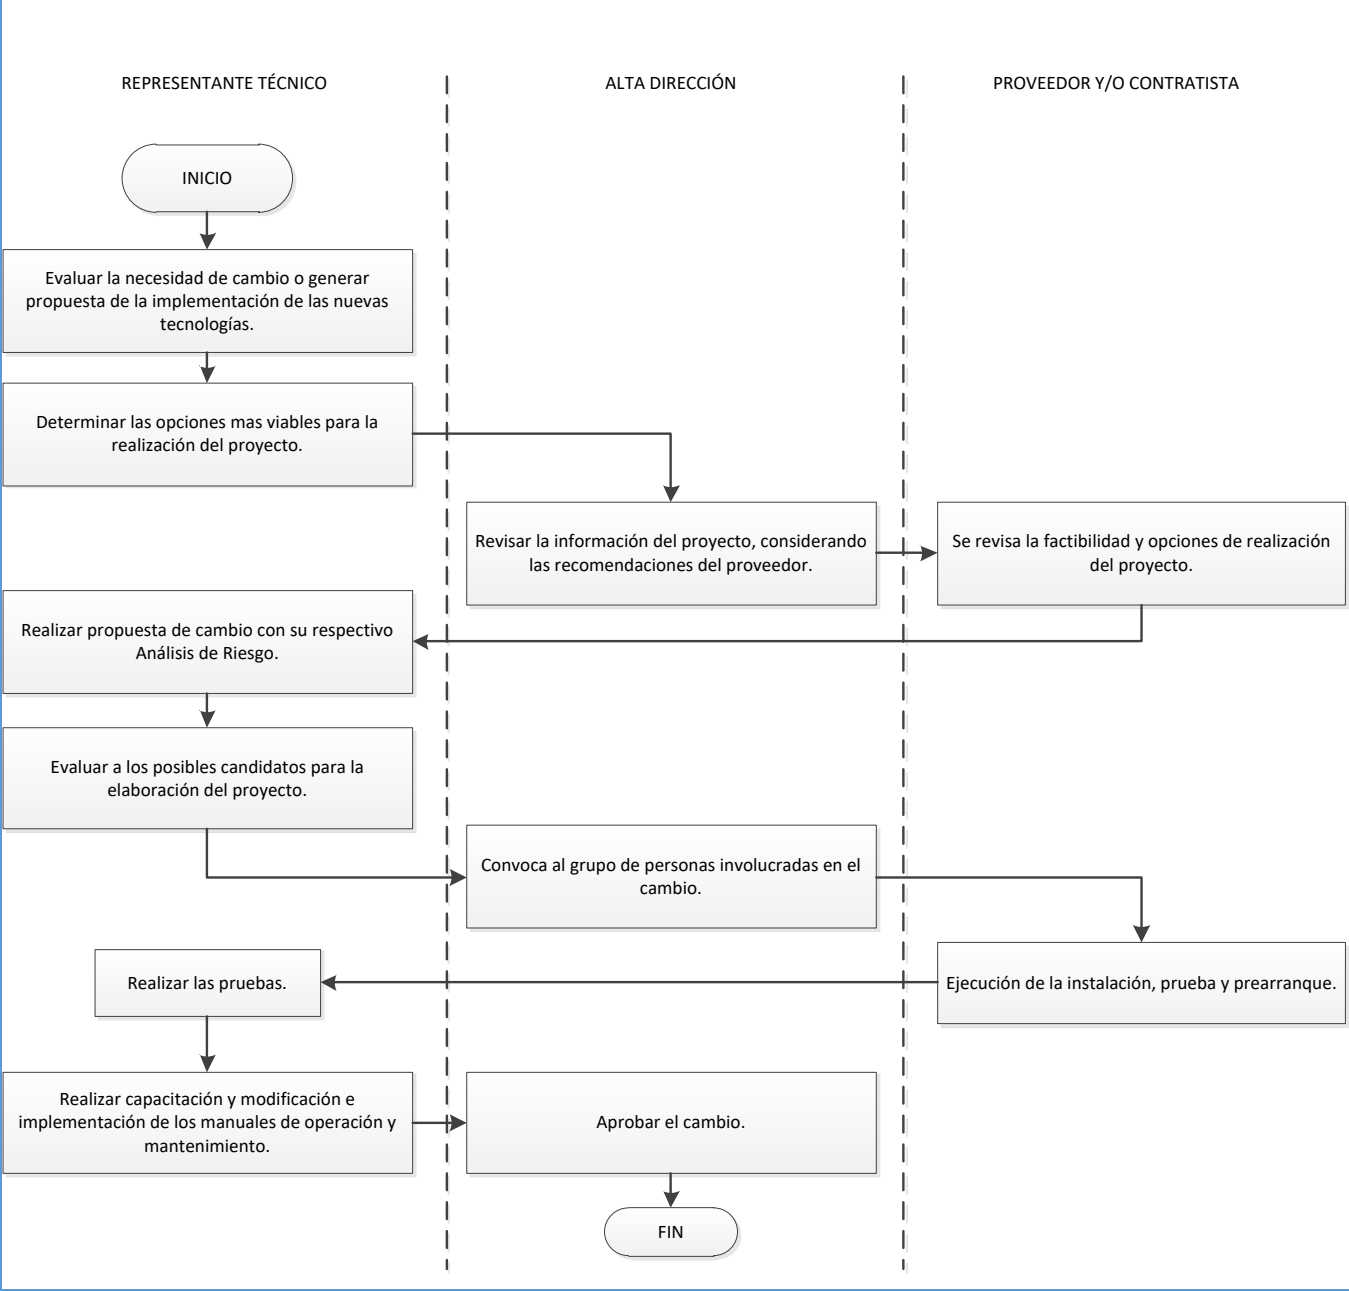 REPRESENTANTE TÉCNICO
ALTA DIRECCIÓN
PROVEEDOR Y/O CONTRATISTA
INICIO
Evaluar la necesidad de cambio o generar
propuesta de la implementación de las nuevas
tecnologías.
Determinar las opciones mas viables para la
realización del proyecto.
Revisar la información del proyecto, considerando
las recomendaciones del proveedor.
Se revisa la factibilidad y opciones de realización
del proyecto.
Realizar propuesta de cambio con su respectivo
Análisis de Riesgo.
Evaluar a los posibles candidatos para la
elaboración del proyecto.
Convoca al grupo de personas involucradas en el
cambio.
Ejecución de la instalación, prueba y prearranque.
Realizar las pruebas.
Realizar capacitación y modificación e
implementación de los manuales de operación y
mantenimiento.
Aprobar el cambio.
FIN